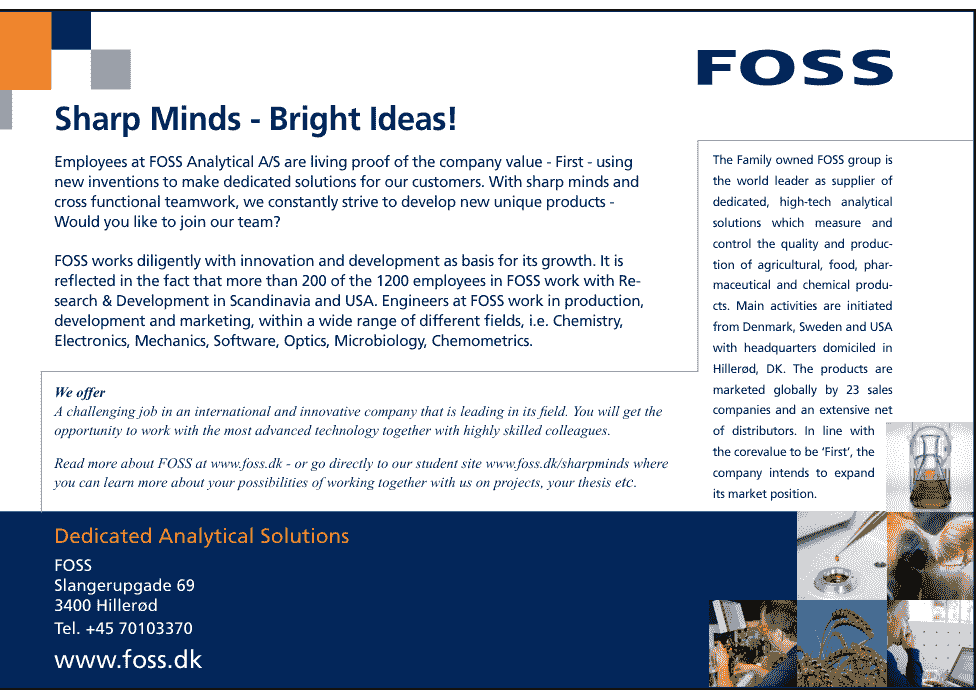 FOSS
Sharp Minds - Bright Ideas!
Employees at FOSS Analytical A/S are living proof of the company value - First - using
new inventions to make dedicated solutions for our customers. With sharp minds and
cross functional teamwork, we constantly strive to develop new unique products -
Would you like to join our team?
FOSS works diligently with innovation and development as basis for its growth. It is
reflected in the fact that more than 200 of the 1200 employees in FOSS work with Re-
search & Development in Scandinavia and USA. Engineers at FOSS work in production,
development and marketing, within a wide range of different fields, i.e. Chemistry,
Electronics, Mechanics, Software, Optics, Microbiology, Chemometrics.
We offer
A challenging job in an international and innovative company that is leading in its field. You will get the
opportunity to work with the most advanced technology together with highly skilled colleagues.
Read more about FOSS at www.foss.dk - or go directly to our student site www.foss.dk/sharpminds where
you can learn more about your possibilities of working together with us on projects, your thesis etc.
The Family owned FOSS group is
the world leader as supplier of
dedicated, high-tech analytical
solutions which measure and
control the quality and produc-
tion of agricultural, food, phar-
maceutical and chemical produ-
cts. Main activities are initiated
from Denmark, Sweden and USA
with headquarters domiciled in
Hillerød, DK. The products are
marketed globally by 23 sales
companies and an extensive net
of distributors. In line with
the corevalue to be ‘First’, the
company intends to expand
its market position.
Dedicated Analytical Solutions
FOSS
Slangerupgade 69
3400 Hillerød
Tel. +45 70103370
www.foss.dk